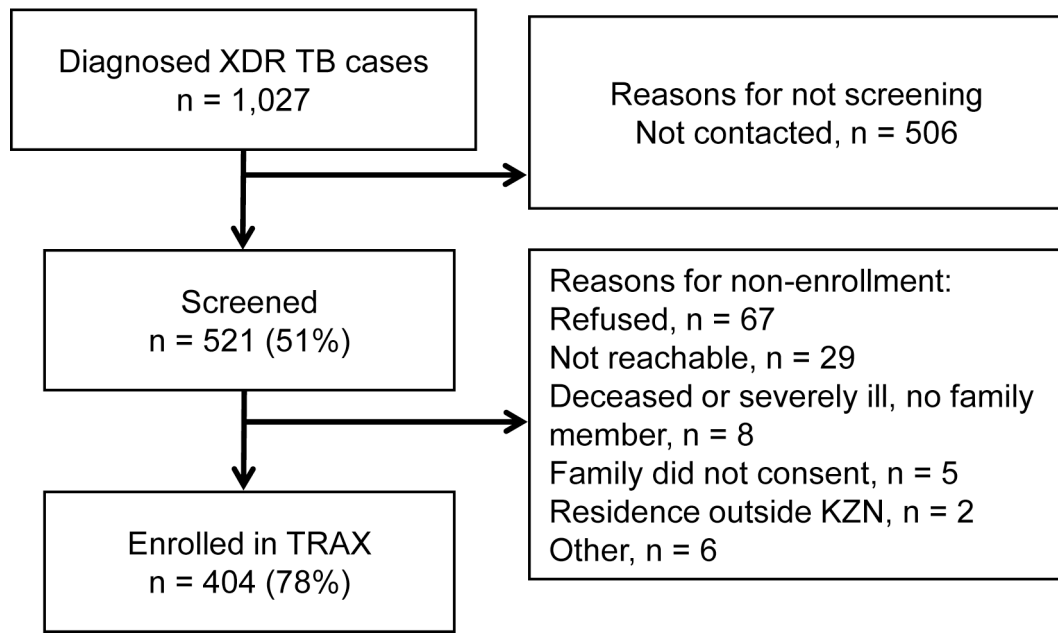 Diagnosed XDR TB cases
n = 1,027
Reasons for not screening
Not contacted, n = 506
Screened
n = 521 (51%)
Reasons for non-enrollment:
Refused, n = 67
Not reachable, n = 29
Deceased or severely ill, no family
member, n = 8
Family did not consent, n = 5
Residence outside KZN, n = 2
Other, n = 6
Enrolled in TRAX
n = 404 (78%)